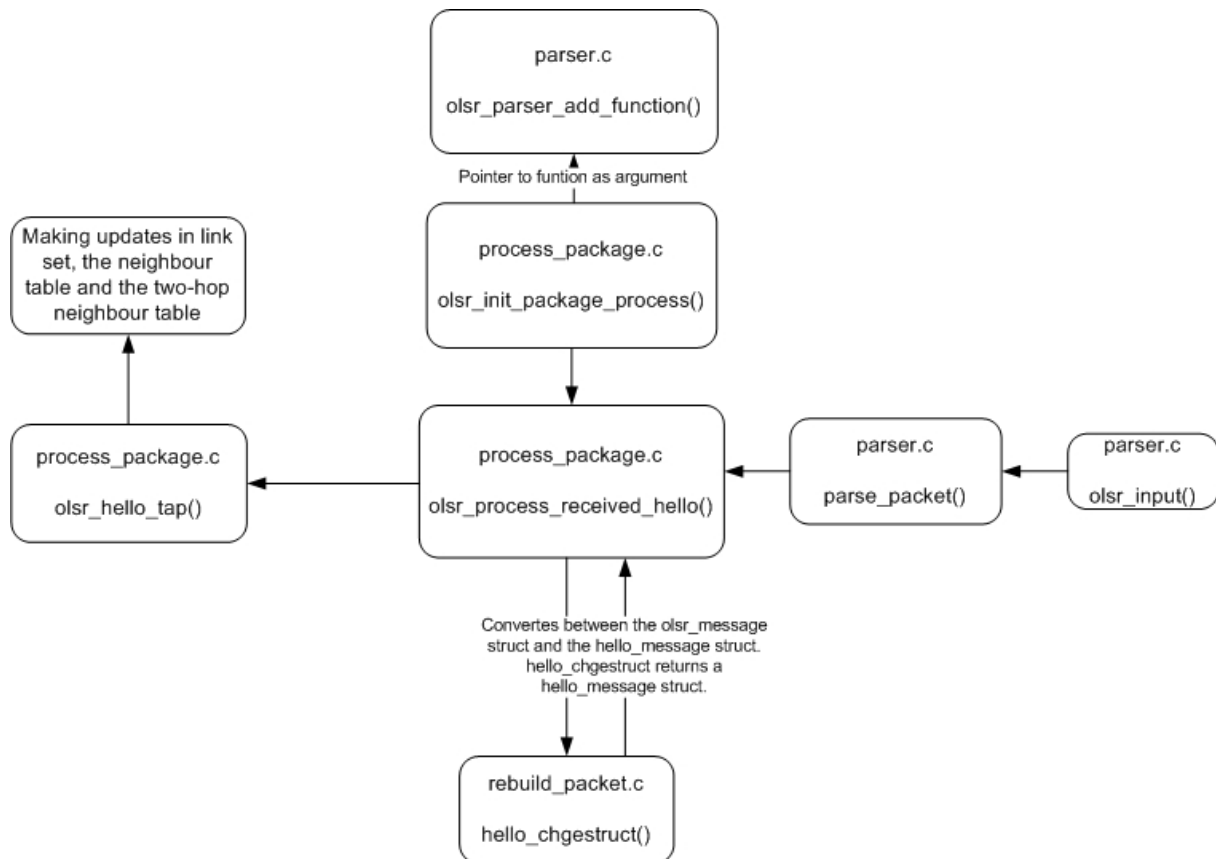 parser.c
olsr_parser_add_function()
Pointer to funtion as argument
process_package.c
olsr_init_package_process()
Making updates in link
set, the neighbour
table and the two-hop
neighbour table
process_package.c
olsr_hello_tap()
process_package.c
olsr_process_received_hello()
parser.c
parse_packet()
parser.c
olsr_input()
Convertes between the olsr_message
struct and the hello_message struct.
hello_chgestruct returns a
hello_message struct.
rebuild_packet.c
hello_chgestruct()